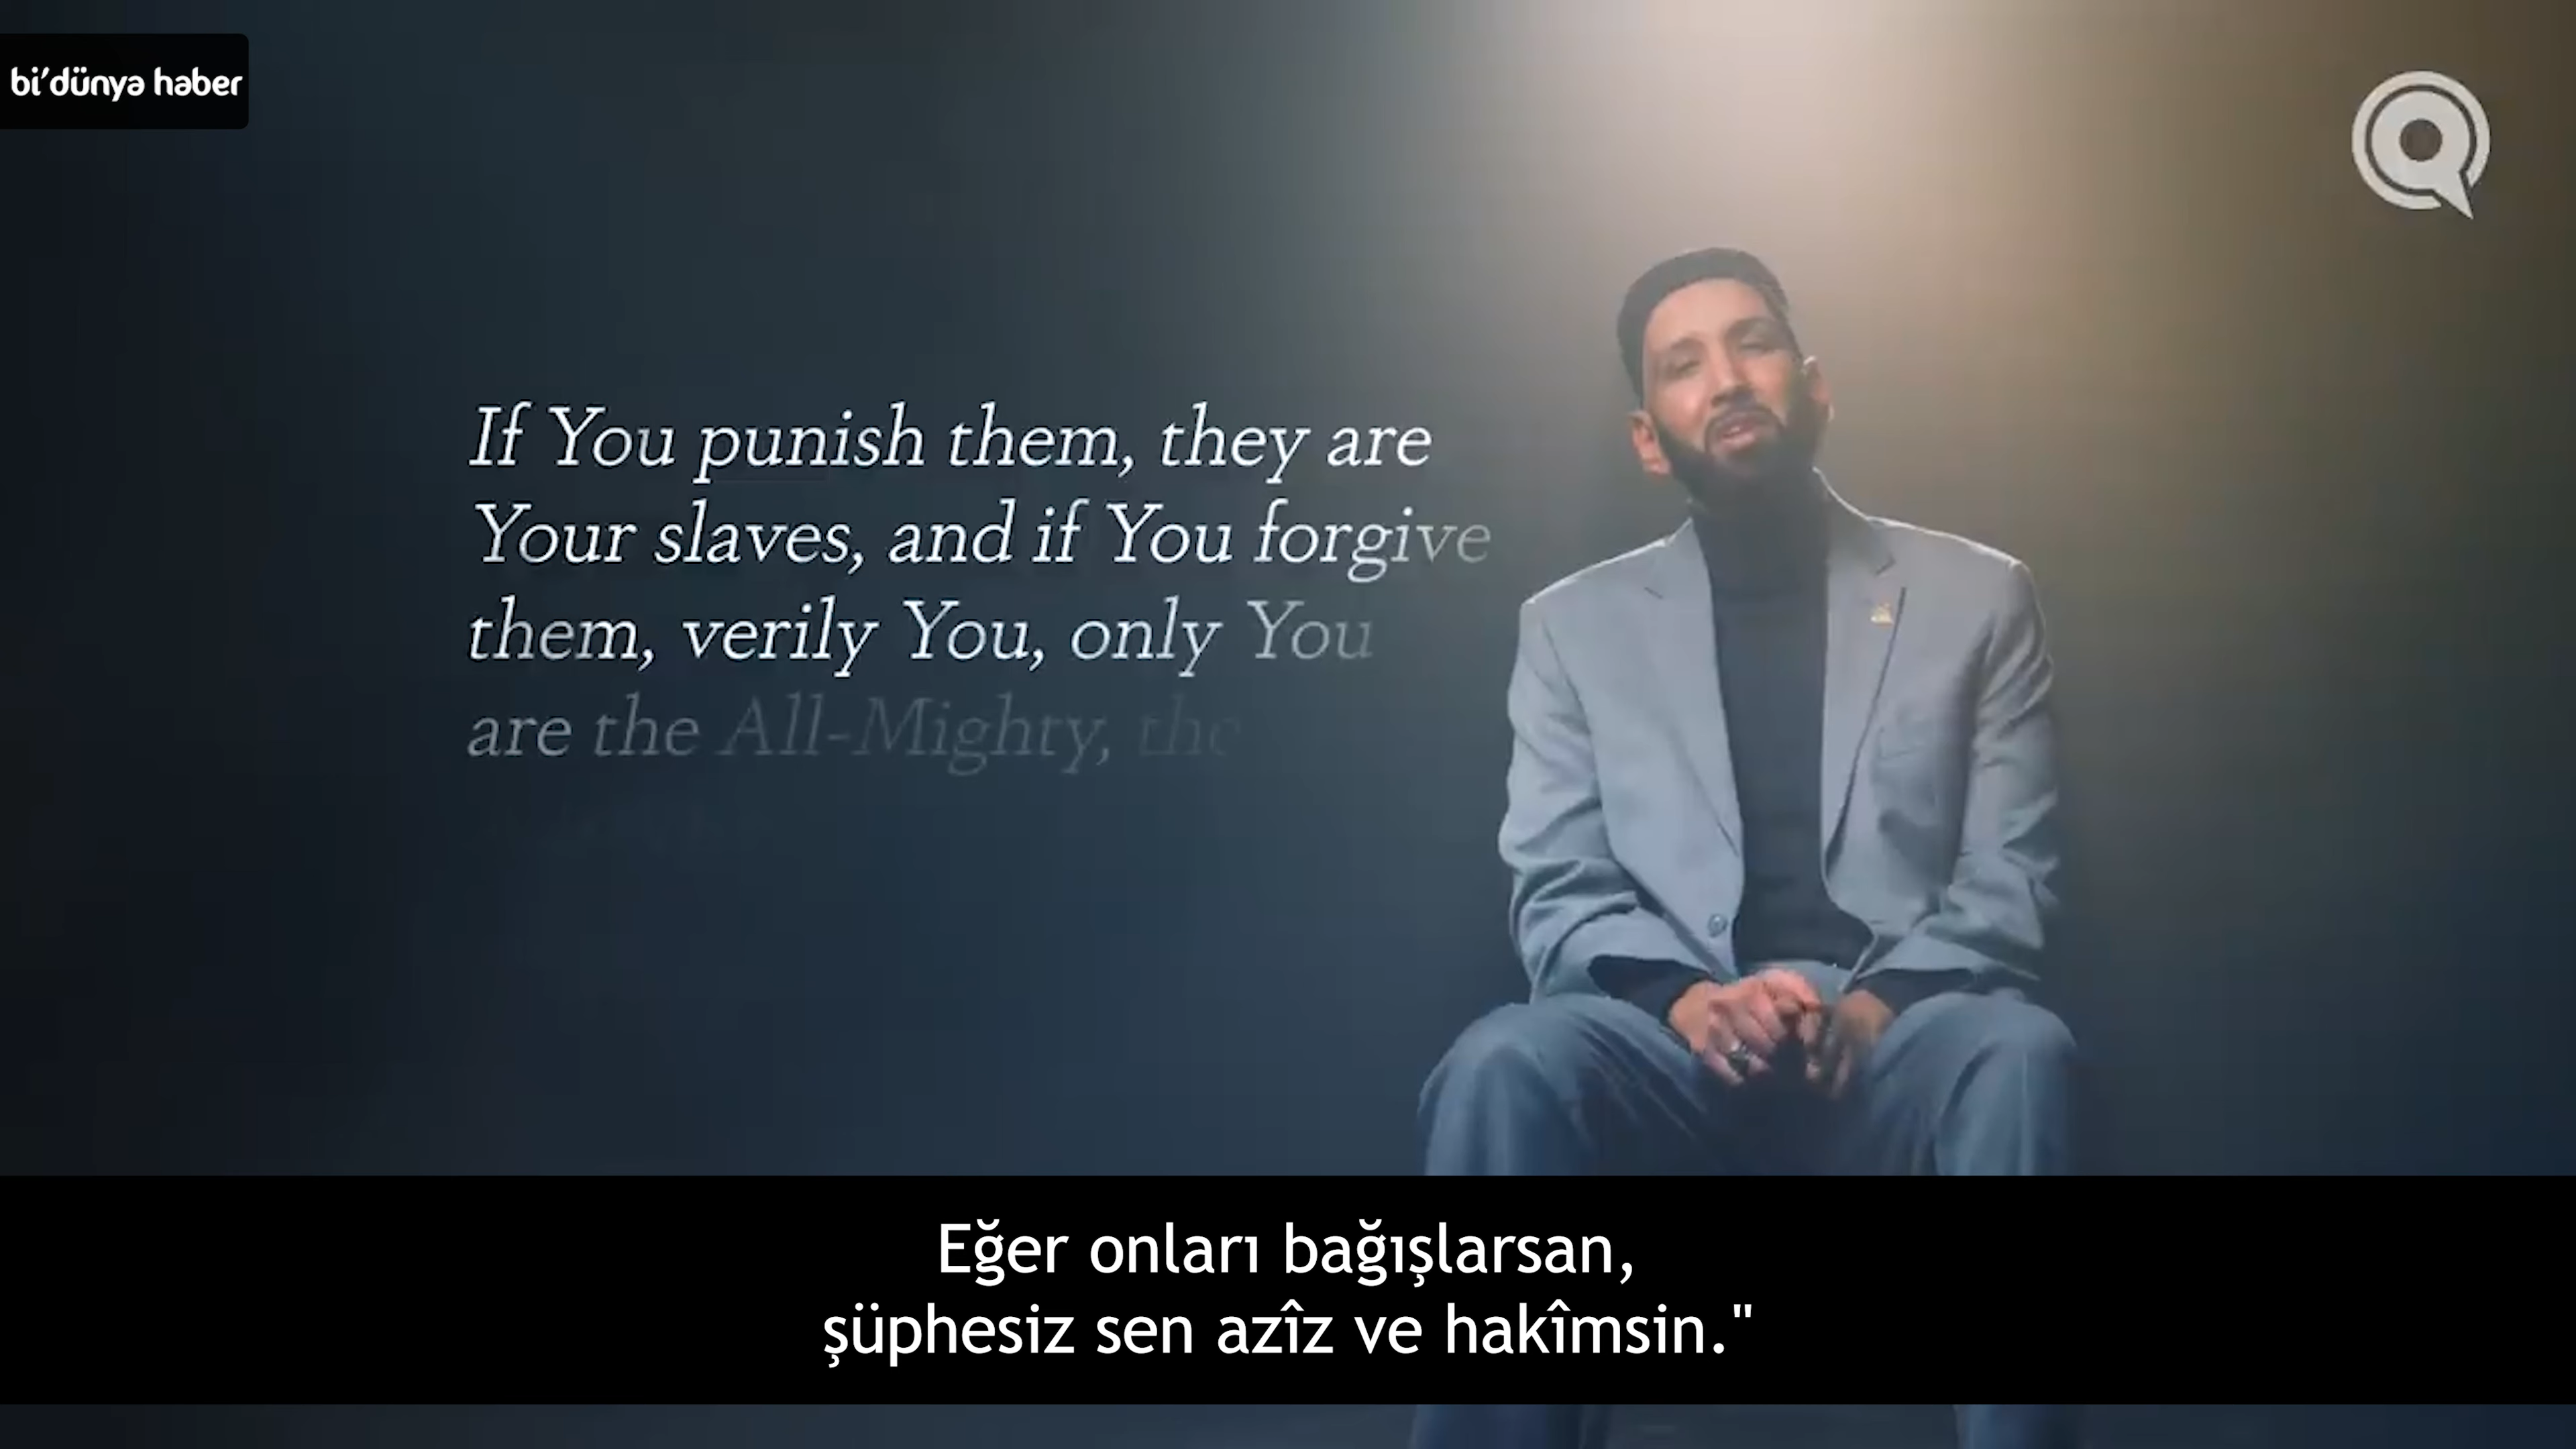 bi'dünya haber
If You punish them, they are
Your slaves, and if You forgive
them, verily You, only You
are the All-Mighty, the
Eğer onları bağışlarsan,
şüphesiz sen azîz ve hakîmsin."